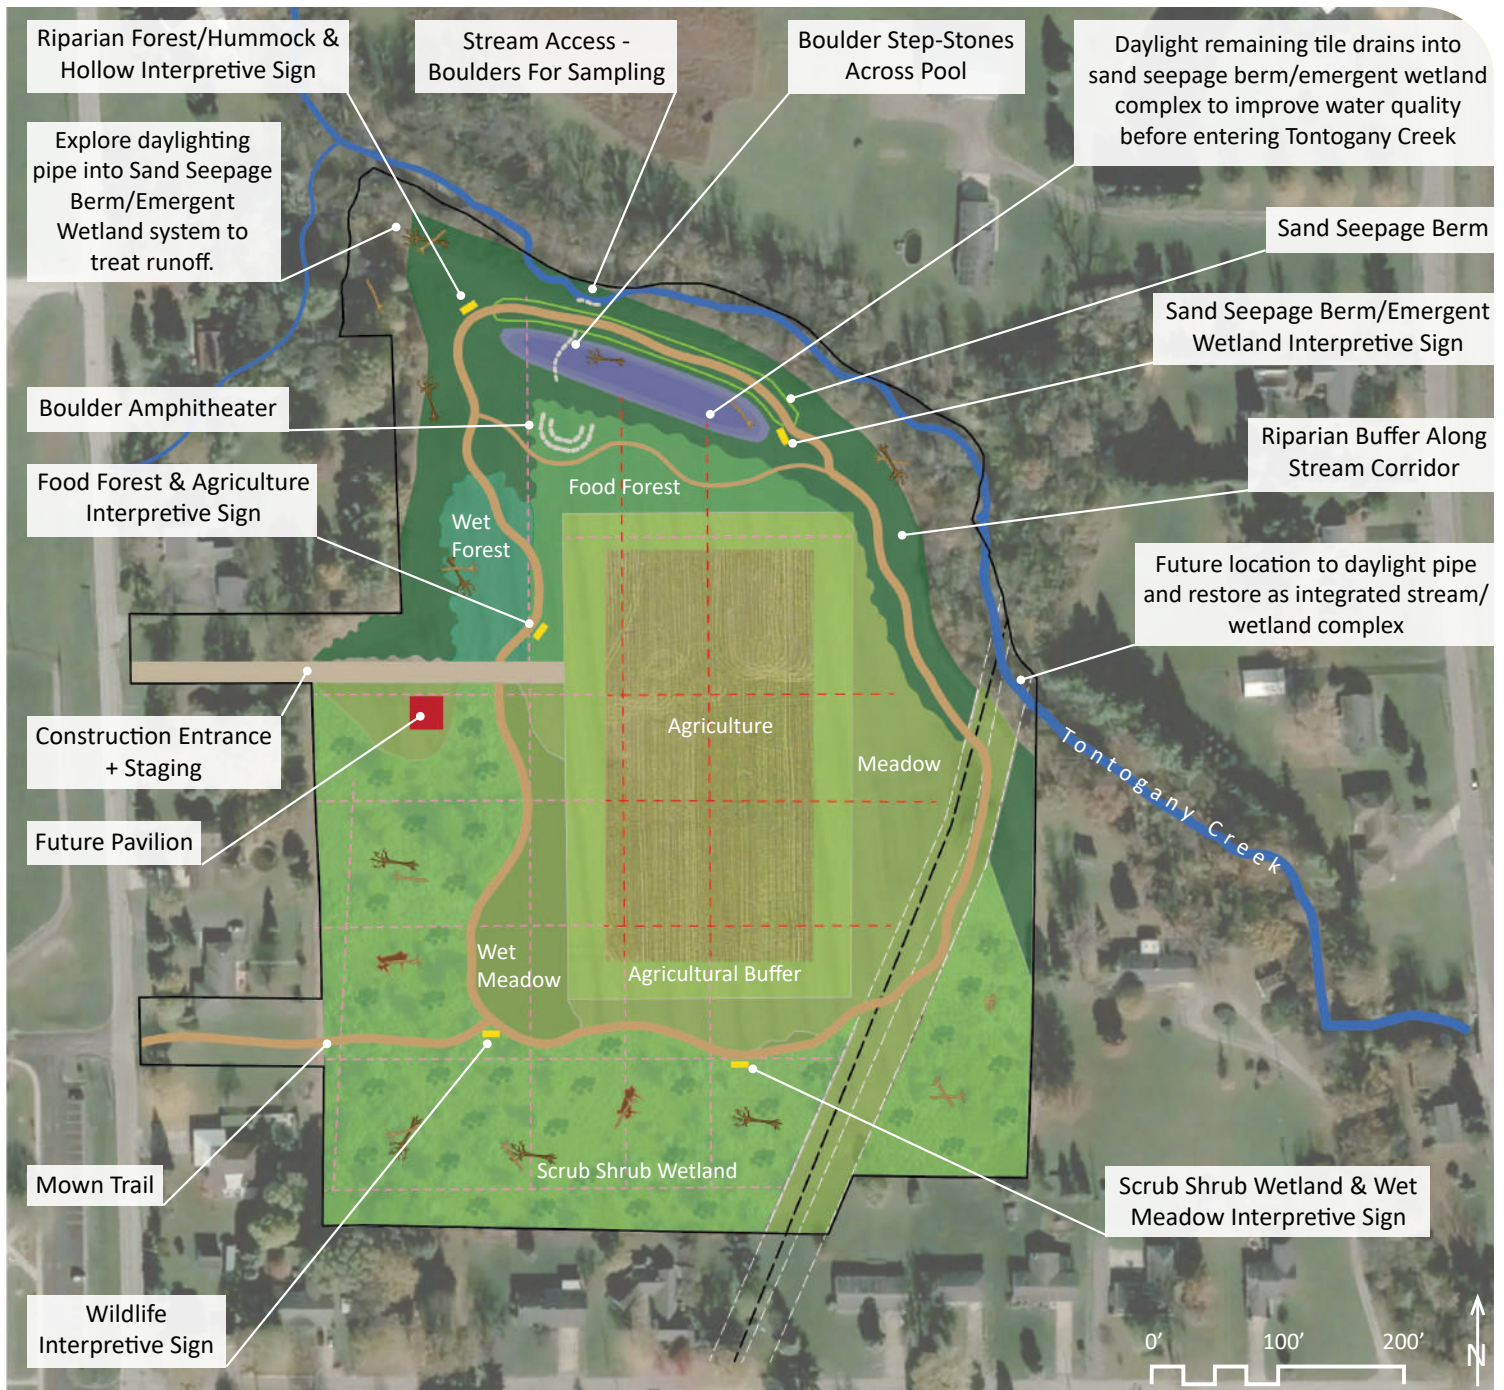 Riparian Forest/Hummock &
Hollow Interpretive Sign
Stream Access -
Boulders For Sampling
Boulder Step-Stones
Across Pool
Daylight remaining tile drains into
sand seepage berm/emergent wetland
complex to improve water quality
before entering Tontogany Creek
Explore daylighting
pipe into Sand Seepage
Berm/Emergent
Wetland system to
treat runoff.
Sand Seepage Berm
Sand Seepage Berm/Emergent
Wetland Interpretive Sign
Boulder Amphitheater
Riparian Buffer Along
Stream Corridor
Food Forest & Agriculture
Interpretive Sign
Food Forest
Wet
Forest
Future location to daylight pipe
and restore as integrated stream/
wetland complex
Construction Entrance
+ Staging
Agriculture
Meadow
Tontogany Creek
Future Pavilion
Wet
Meadow
Agricultural Buffer
Mown Trail
Scrub Shrub Wetland
Scrub Shrub Wetland & Wet
Meadow Interpretive Sign
Wildlife
Interpretive Sign
0' 100' 200'
N